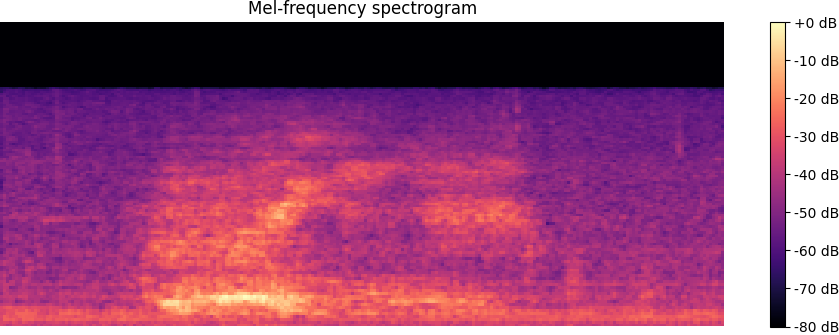 Mel-frequency spectrogram
+0 dB
-10 dB
-20 dB
-30 dB
-40 dB
-50 dB
-60 dB
-70 dB
-80 dB